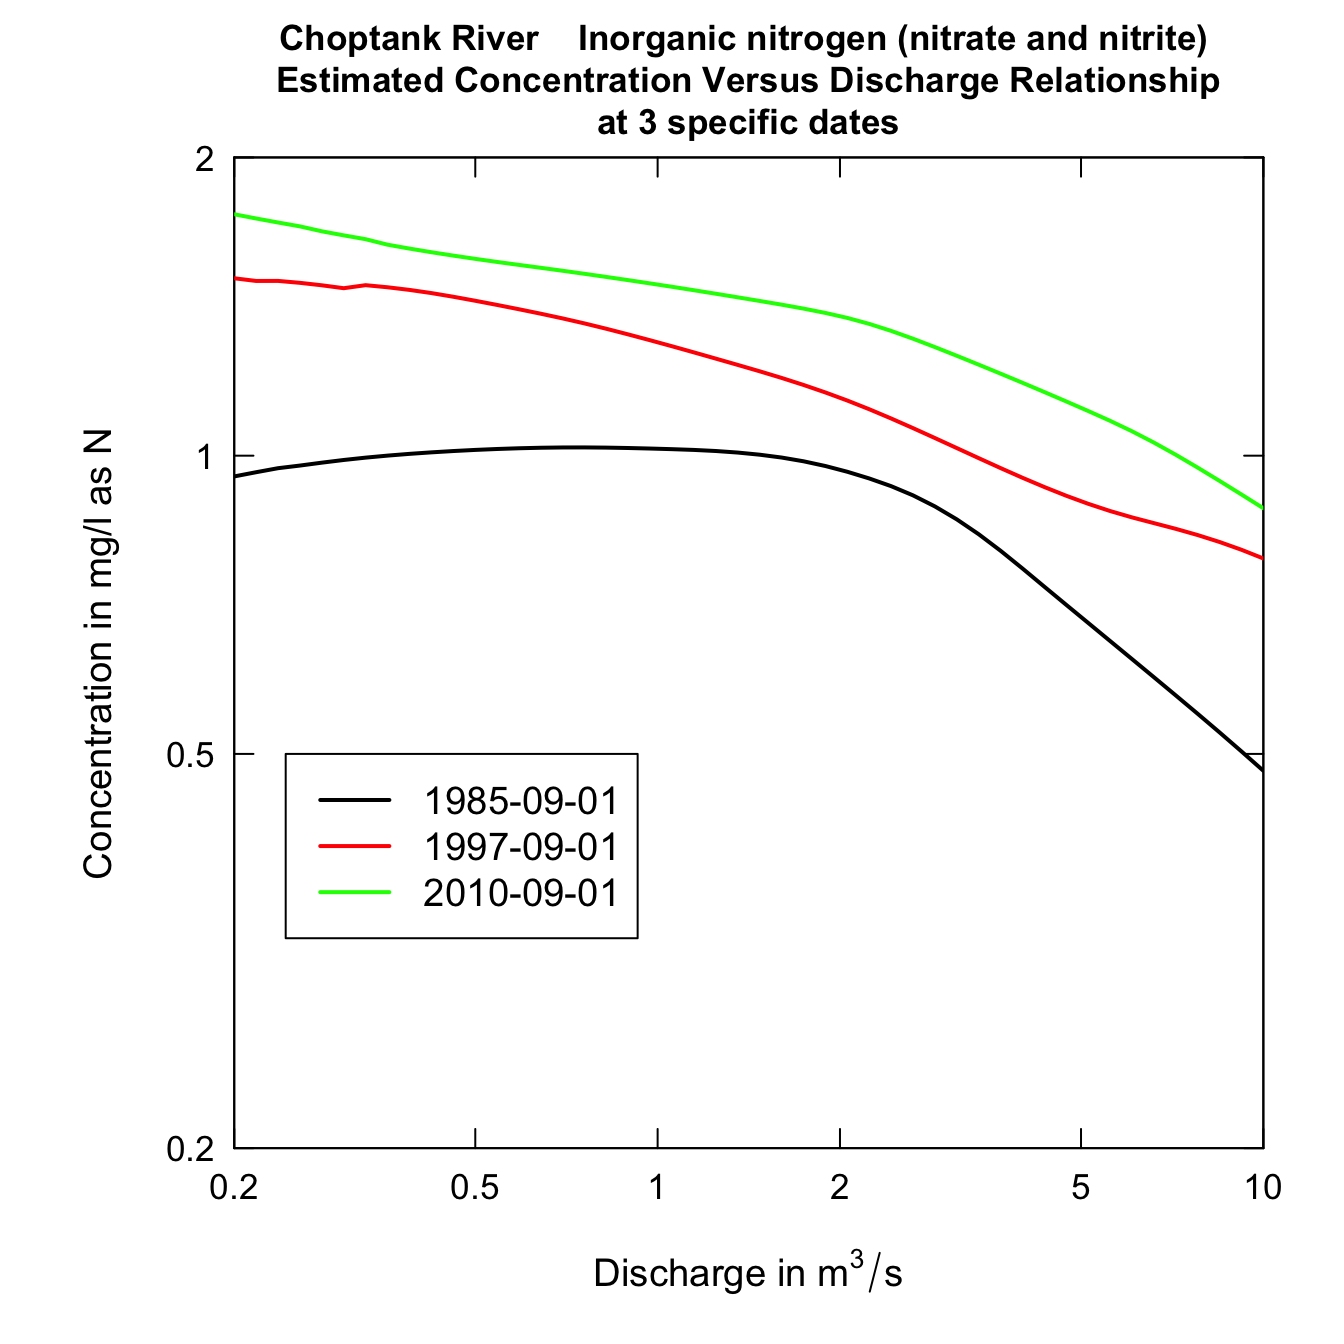 Choptank River    Inorganic nitrogen (nitrate and nitrite)
Estimated Concentration Versus Discharge Relationship
at 3 specific dates
2
1
0.5
0.2
Concentration in mg/l as N
1985-09-01
1997-09-01
2010-09-01
0.2 0.5 1 2 5 10
Discharge in m³/s